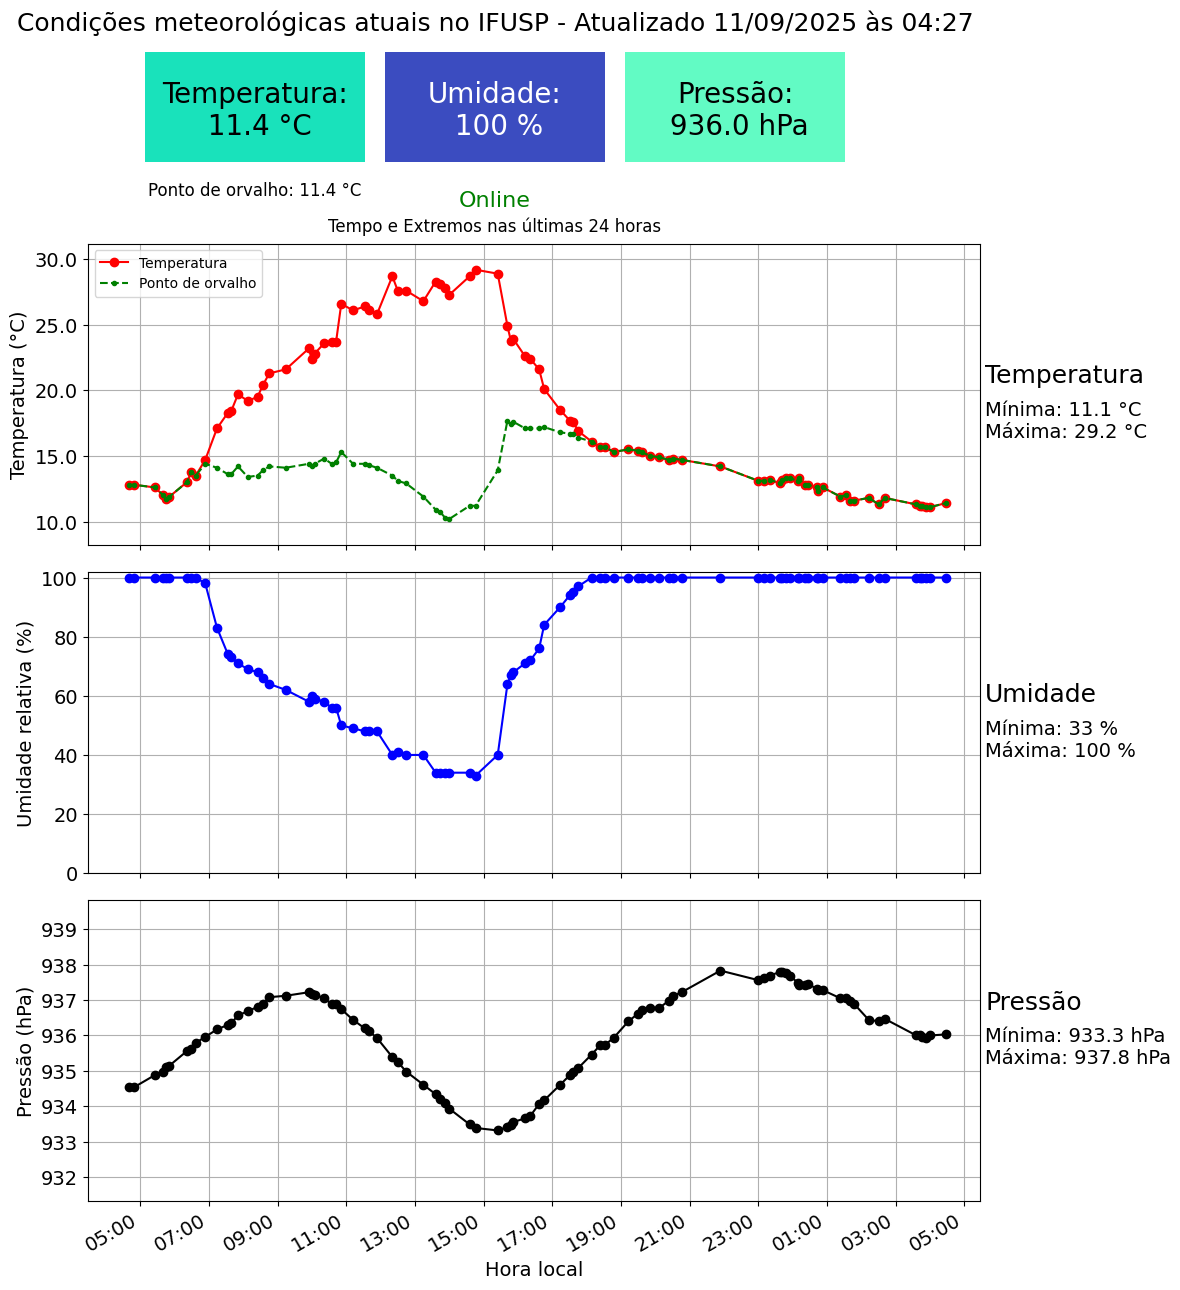 Condições meteorológicas atuais no IFUSP - Atualizado 11/09/2025 às 04:27
Temperatura:
11.4 °C
Umidade:
100 %
Pressão:
936.0 hPa
Ponto de orvalho: 11.4 °C
Online
Tempo e Extremos nas últimas 24 horas
Temperatura
Ponto de orvalho
Temperatura (°C)
30.0
25.0
20.0
15.0
10.0
Temperatura
Mínima: 11.1 °C
Máxima: 29.2 °C
Umidade relativa (%)
100
80
60
40
20
0
Umidade
Mínima: 33 %
Máxima: 100 %
Pressão (hPa)
939
938
937
936
935
934
933
932
Pressão
Mínima: 933.3 hPa
Máxima: 937.8 hPa
05:00 07:00 09:00 11:00 13:00 15:00 17:00 19:00 21:00 23:00 01:00 03:00 05:00
Hora local